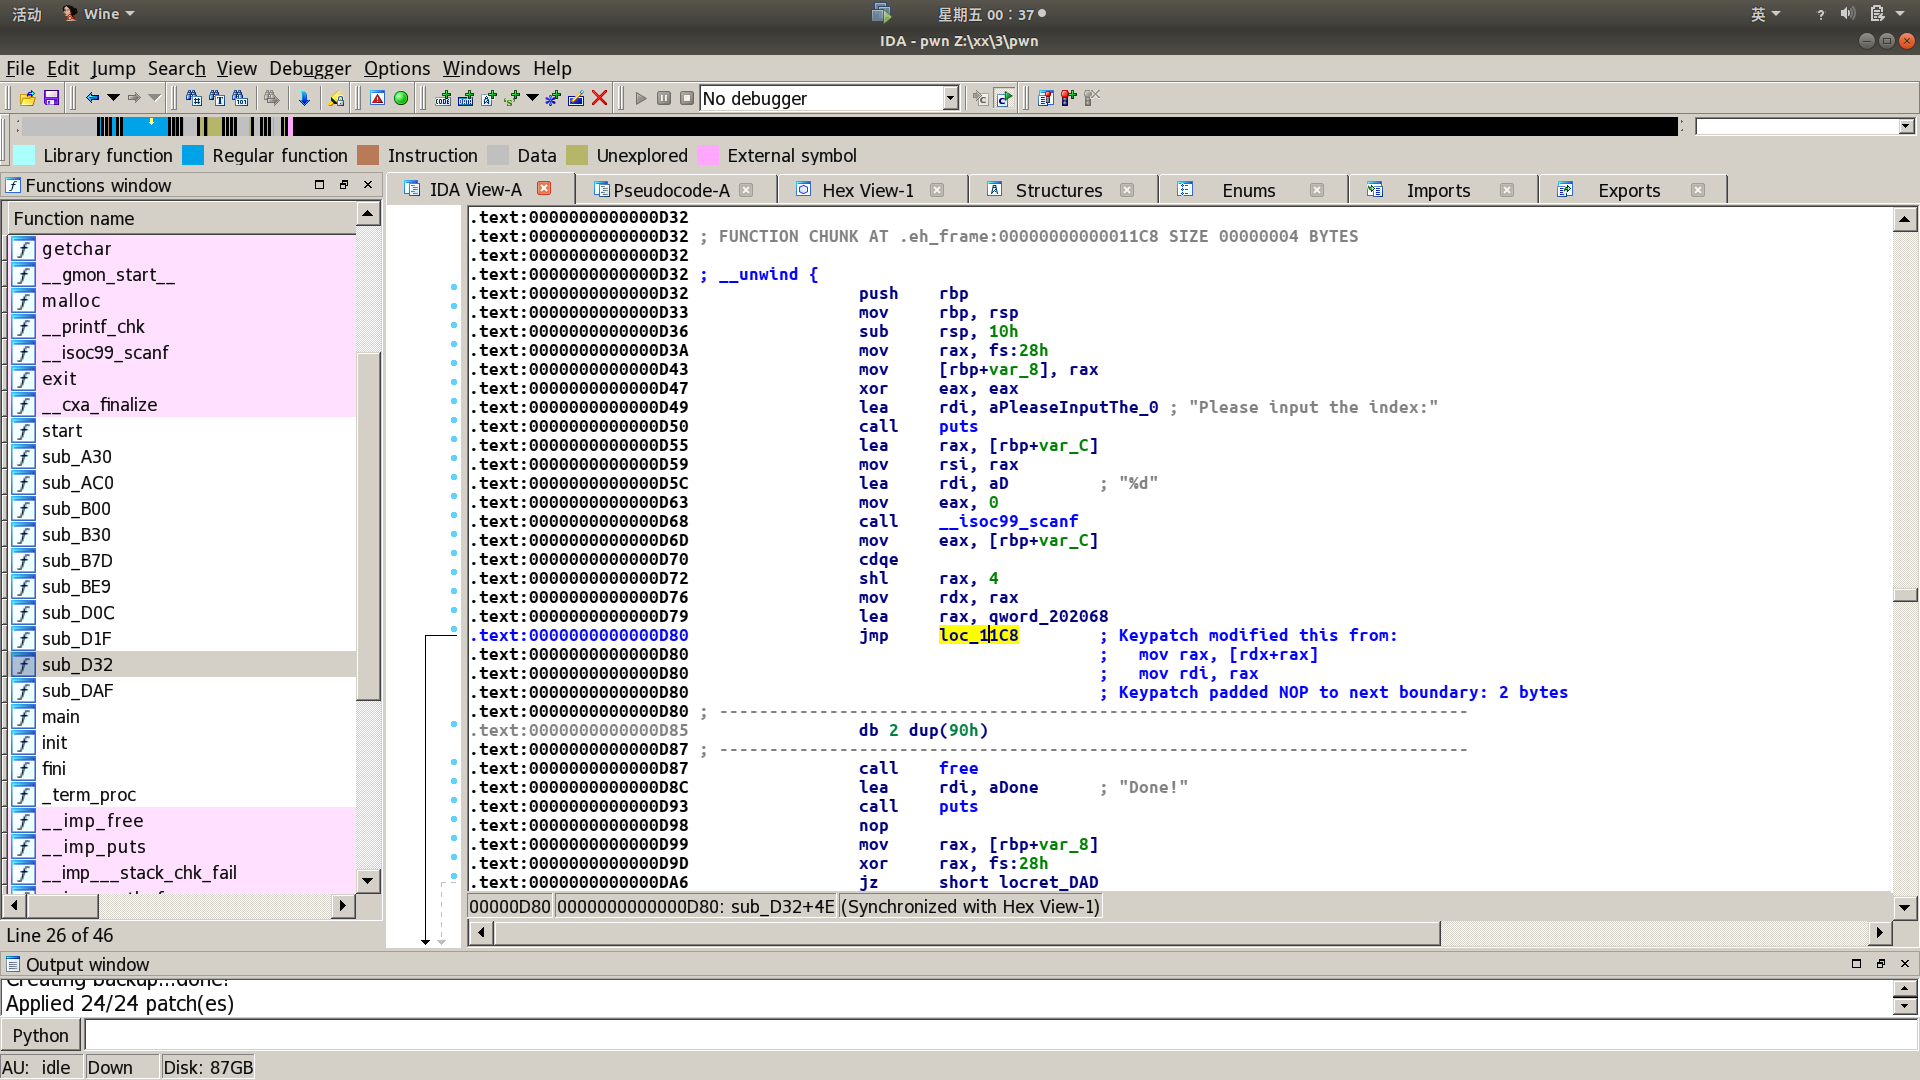 活动 Wine 星期五 00：37 英 ?
IDA - pwn Z:\xx\3\pwn
File Edit Jump Search View Debugger Options Windows Help
No debugger
Library function Regular function Instruction Data Unexplored External symbol
Functions window
IDA View-A Pseudocode-A Hex View-1 Structures Enums Imports Exports
Function name
getchar
__gmon_start__
malloc
__printf_chk
__isoc99_scanf
exit
__cxa_finalize
start
sub_A30
sub_AC0
sub_B00
sub_B30
sub_B7D
sub_BE9
sub_D0C
sub_D1F
sub_D32
sub_DAF
main
init
fini
_term_proc
__imp_free
__imp_puts
__imp___stack_chk_fail
Line 26 of 46
.text:0000000000000D32
.text:0000000000000D32 ; FUNCTION CHUNK AT .eh_frame:00000000000011C8 SIZE 00000004 BYTES
.text:0000000000000D32
.text:0000000000000D32 ; __unwind {
.text:0000000000000D32 push rbp
.text:0000000000000D33 mov rbp, rsp
.text:0000000000000D36 sub rsp, 10h
.text:0000000000000D3A mov rax, fs:28h
.text:0000000000000D43 mov [rbp+var_8], rax
.text:0000000000000D47 xor eax, eax
.text:0000000000000D49 lea rdi, aPleaseInputThe_0 ; "Please input the index:"
.text:0000000000000D50 call puts
.text:0000000000000D55 lea rax, [rbp+var_C]
.text:0000000000000D59 mov rsi, rax
.text:0000000000000D5C lea rdi, aD ; "%d"
.text:0000000000000D63 mov eax, 0
.text:0000000000000D68 call __isoc99_scanf
.text:0000000000000D6D mov eax, [rbp+var_C]
.text:0000000000000D70 cdqe
.text:0000000000000D72 shl rax, 4
.text:0000000000000D76 mov rdx, rax
.text:0000000000000D79 lea rax, qword_202068
.text:0000000000000D80 jmp loc_11C8 ; Keypatch modified this from:
.text:0000000000000D80 ; mov rax, [rdx+rax]
.text:0000000000000D80 ; mov rdi, rax
.text:0000000000000D80 ; Keypatch padded NOP to next boundary: 2 bytes
.text:0000000000000D80 ; ---------------------------------------------------------------------------
.text:0000000000000D85 db 2 dup(90h)
.text:0000000000000D87 ; ---------------------------------------------------------------------------
.text:0000000000000D87 call free
.text:0000000000000D8C lea rdi, aDone ; "Done!"
.text:0000000000000D93 call puts
.text:0000000000000D98 nop
.text:0000000000000D99 mov rax, [rbp+var_8]
.text:0000000000000D9D xor rax, fs:28h
.text:0000000000000DA6 jz short locret_DAD
00000D80 0000000000000D80: sub_D32+4E (Synchronized with Hex View-1)
Output window
Creating backup...done!
Applied 24/24 patch(es)
Python
AU: idle Down Disk: 87GB